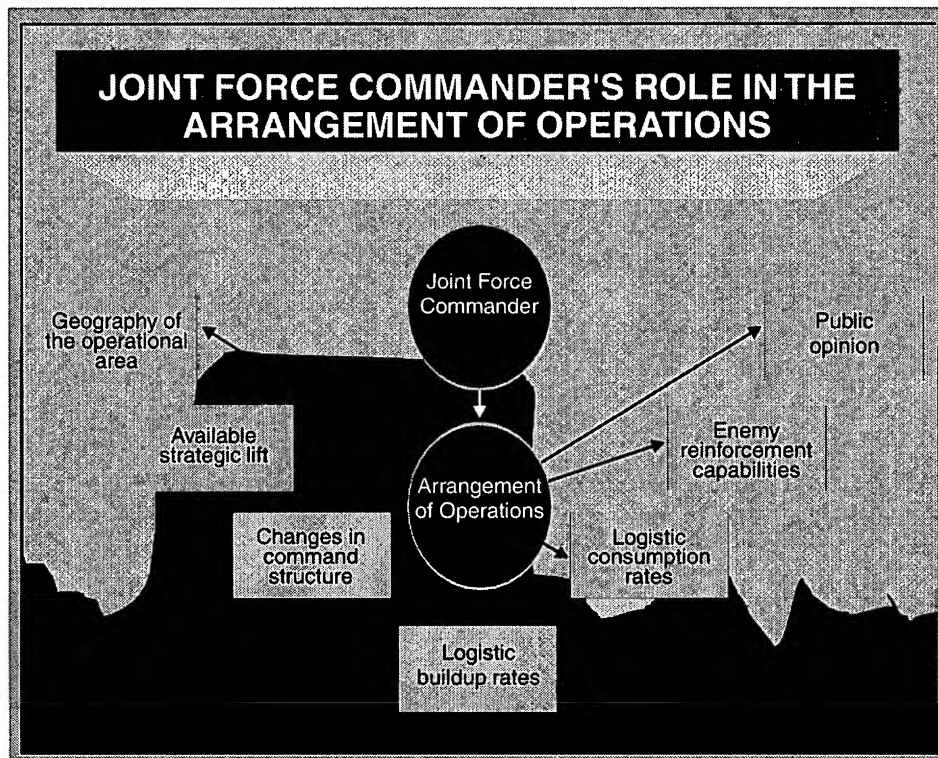 JOINT FORCE COMMANDER'S ROLE IN THE
ARRANGEMENT OF OPERATIONS
Joint Force
Commander
Geography of
the operational
area
Public
opinion
Available
strategic lift
Enemy
reinforcement
capabilities
Arrangement
of Operations
Changes in
command
structure
Logistic
consumption
rates
Logistic
buildup rates